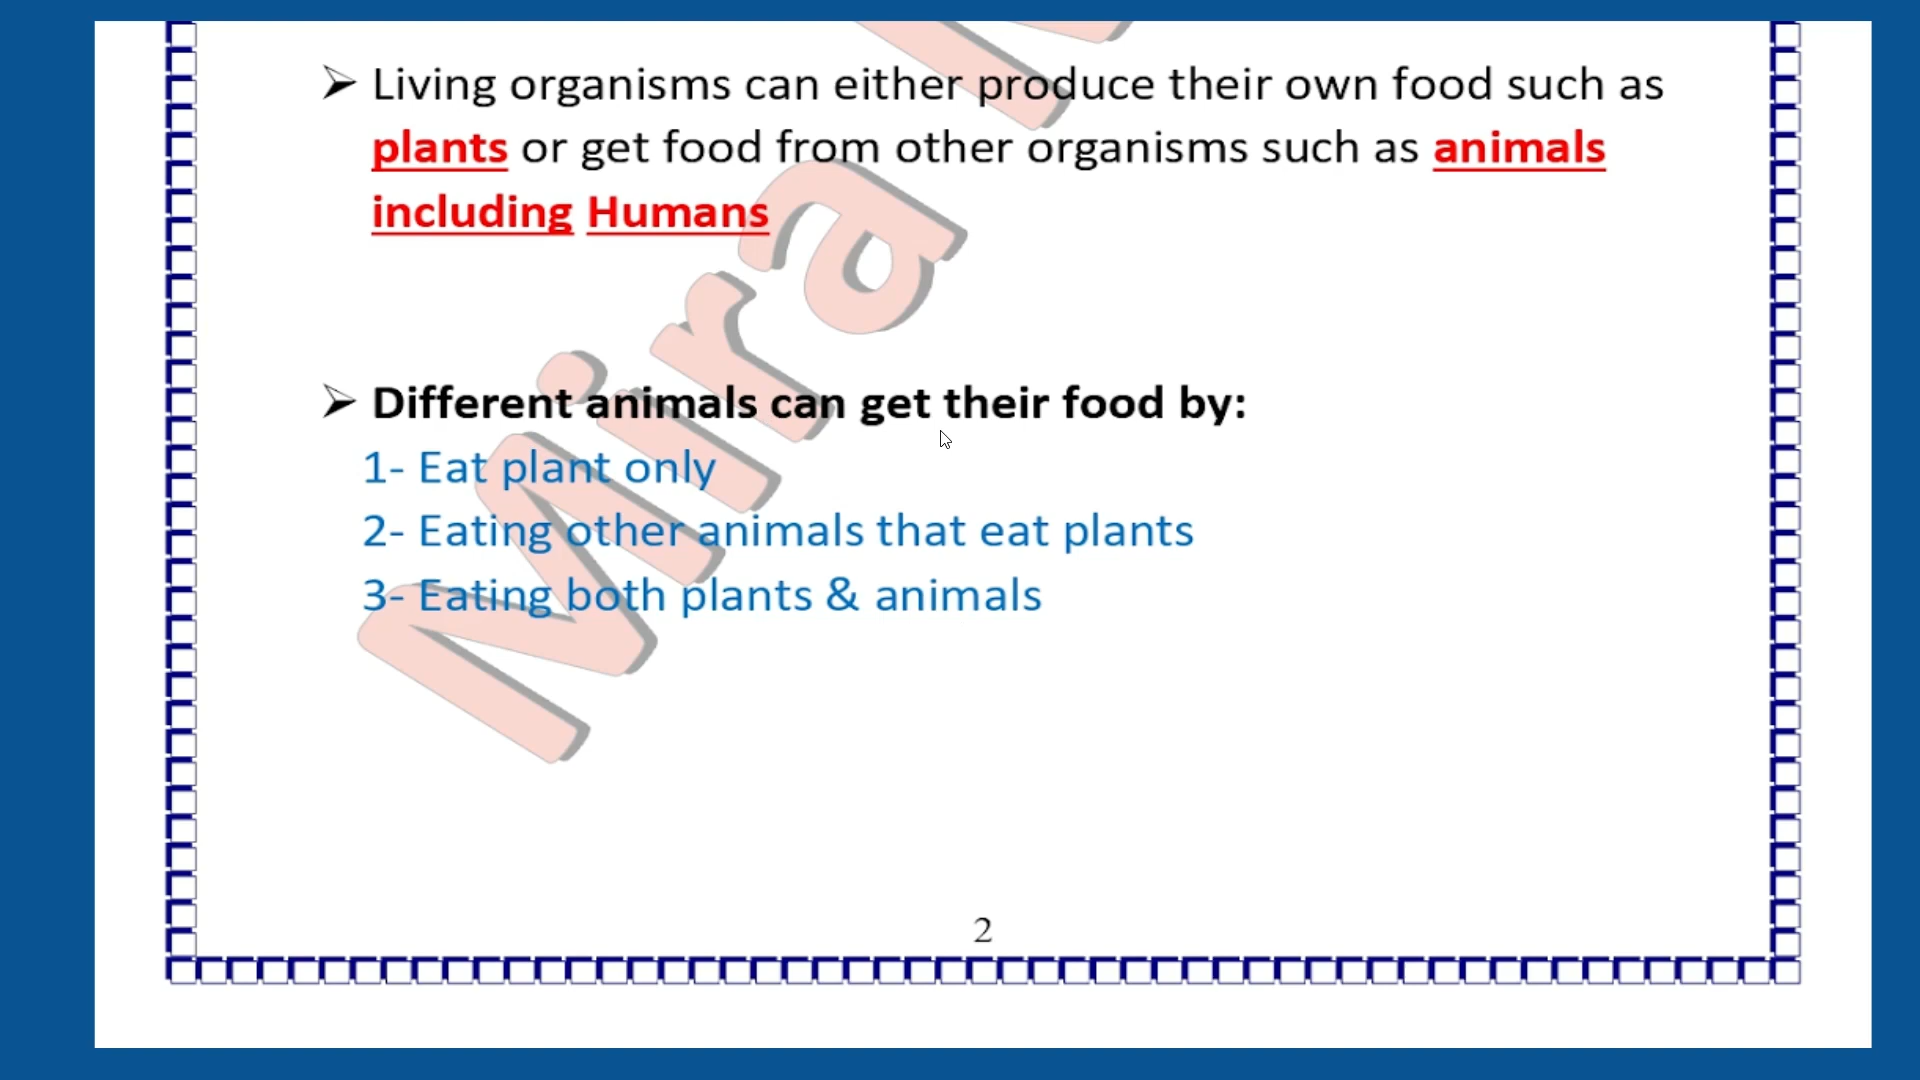 ➢ Living organisms can either produce their own food such as
plants or get food from other organisms such as animals
including Humans
➢ Different animals can get their food by:
1- Eat plant only
2- Eating other animals that eat plants
3- Eating both plants & animals
Mira
2